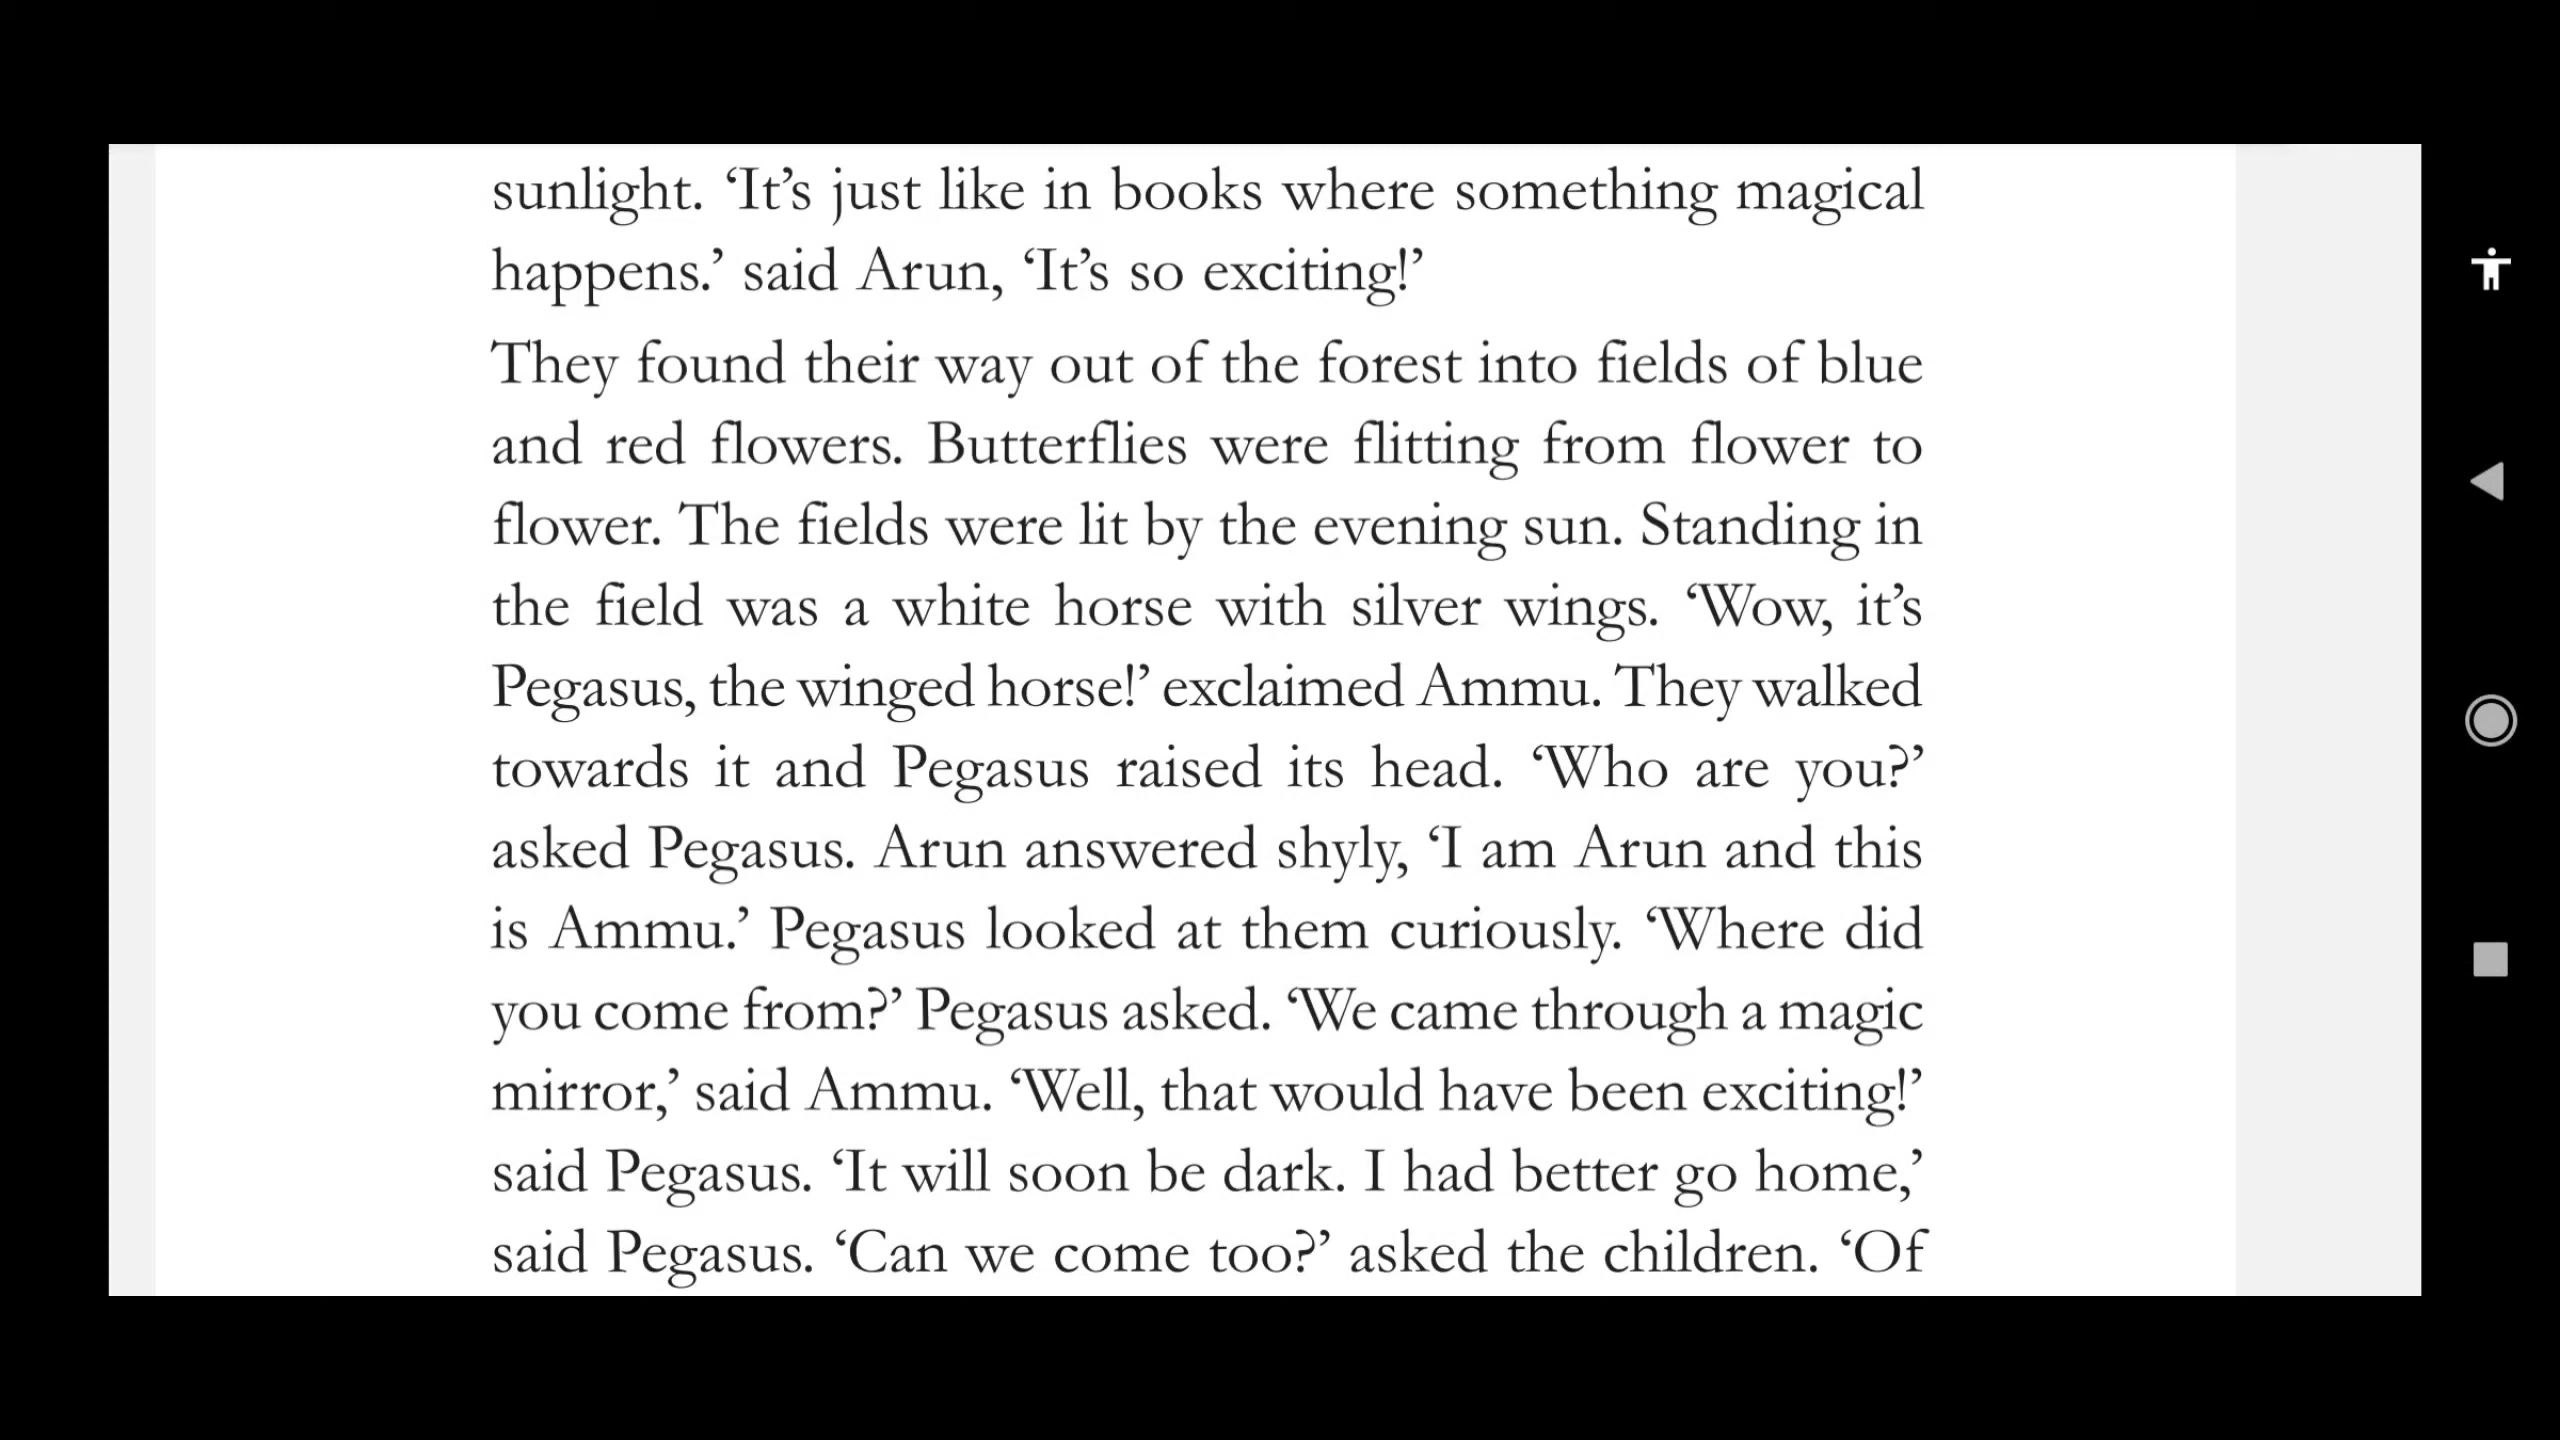 sunlight. ‘It’s just like in books where something magical
happens.’ said Arun, ‘It’s so exciting!’
They found their way out of the forest into fields of blue
and red flowers. Butterflies were flitting from flower to
flower. The fields were lit by the evening sun. Standing in
the field was a white horse with silver wings. ‘Wow, it’s
Pegasus, the winged horse!’ exclaimed Ammu. They walked
towards it and Pegasus raised its head. ‘Who are you?’
asked Pegasus. Arun answered shyly, ‘I am Arun and this
is Ammu.’ Pegasus looked at them curiously. ‘Where did
you come from?’ Pegasus asked. ‘We came through a magic
mirror,’ said Ammu. ‘Well, that would have been exciting!’
said Pegasus. ‘It will soon be dark. I had better go home,’
said Pegasus. ‘Can we come too?’ asked the children. ‘Of